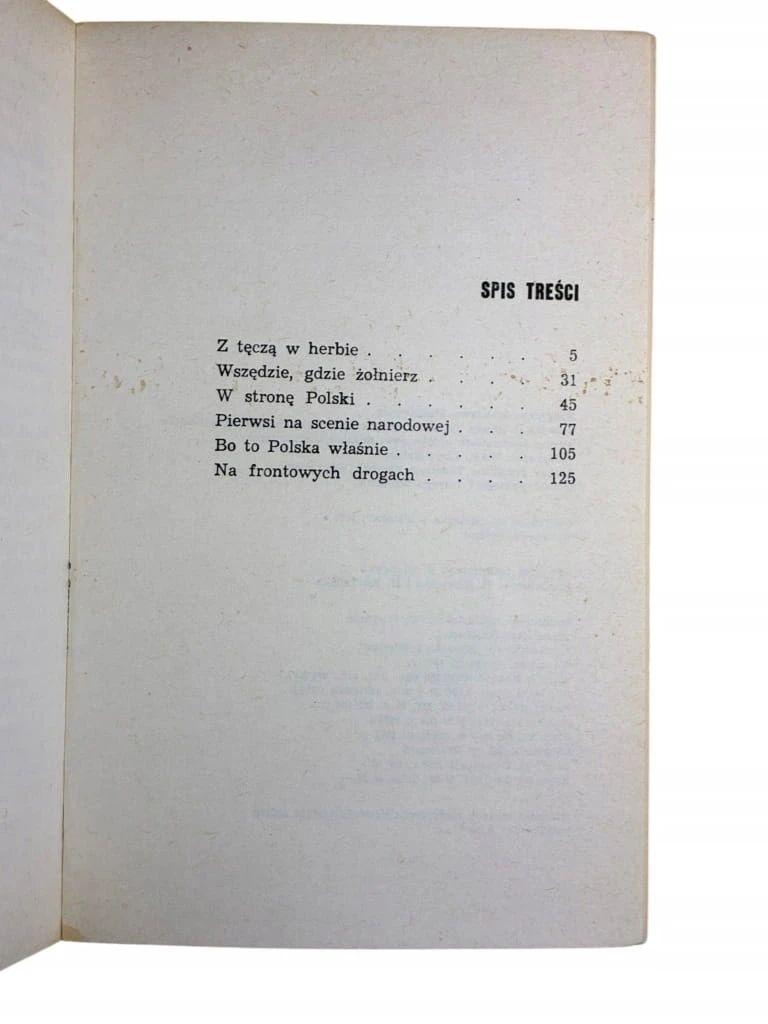 SPIS TREŚCI
Z tęczą w herbie . . . . . . 5
Wszędzie, gdzie żołnierz . . . . 31
W stronę Polski . . . . . . 45
Pierwsi na scenie narodowej . . . 77
Bo to Polska właśnie . . . . . 105
Na frontowych drogach . . . . 125